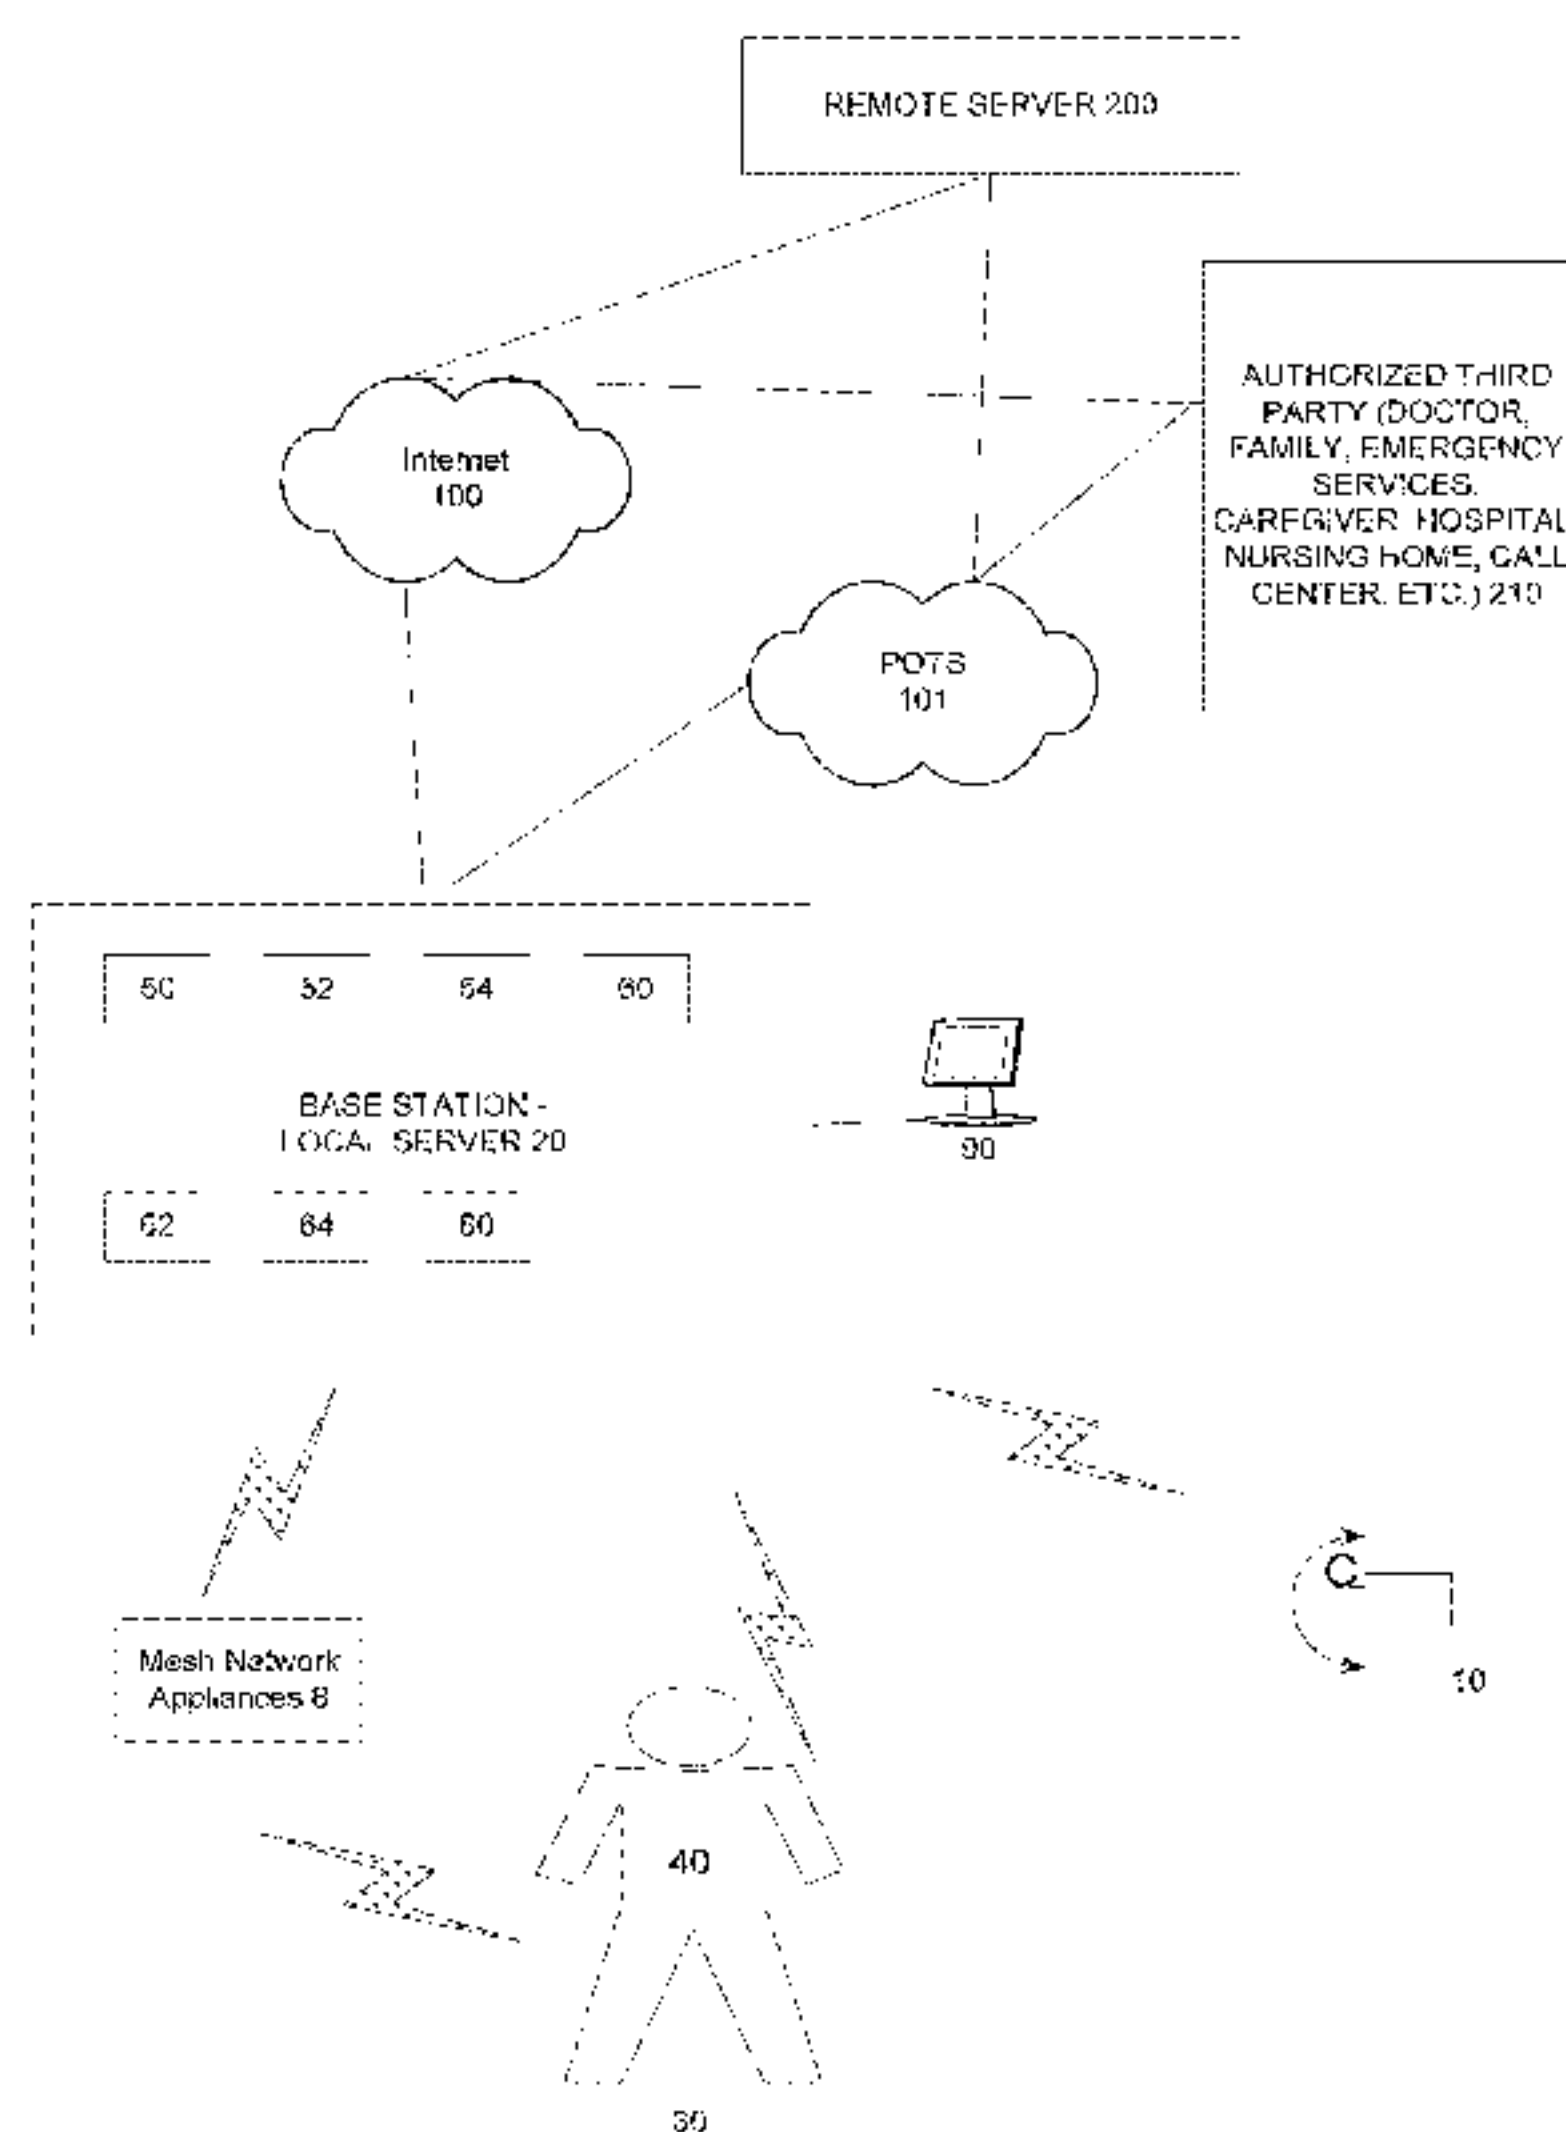 REMOTE SERVER 200
AUTHORIZED THIRD
PARTY (DOCTOR,
FAMILY, EMERGENCY
SERVICES,
CAREGIVER, HOSPITAL
NURSING HOME, CALL
CENTER, ETC.) 210
Internet
100
POTS
101
50 52 54 60
BASE STATION -
LOCAL SERVER 20
90
62 64 80
Mesh Network
Appliances 8
10
40
30